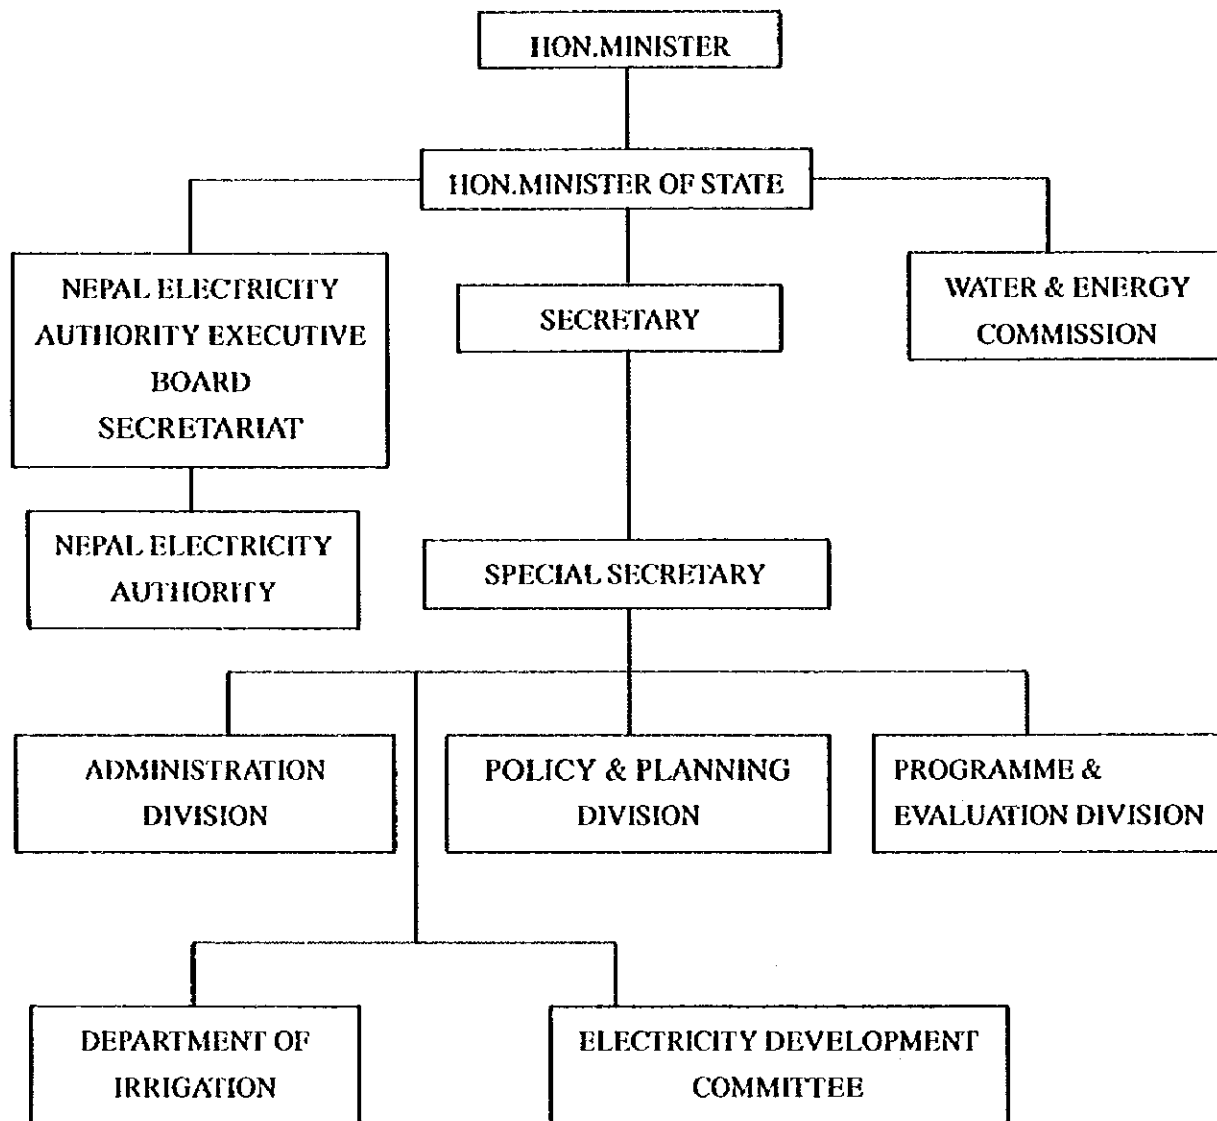 HON.MINISTER
HON.MINISTER OF STATE
NEPAL ELECTRICITY
AUTHORITY EXECUTIVE
BOARD
SECRETARIAT
SECRETARY
WATER & ENERGY
COMMISSION
NEPAL ELECTRICITY
AUTHORITY
SPECIAL SECRETARY
ADMINISTRATION
DIVISION
POLICY & PLANNING
DIVISION
PROGRAMME &
EVALUATION DIVISION
DEPARTMENT OF
IRRIGATION
ELECTRICITY DEVELOPMENT
COMMITTEE